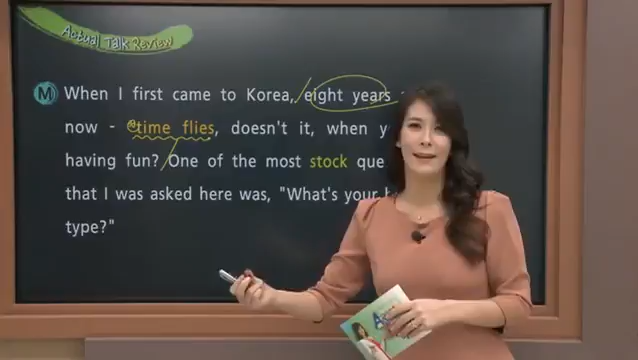 Actual Talk Review
M When I first came to Korea, eight years
now - @time flies, doesn't it, when
having fun? One of the most stock
that I was asked here was, "What's your
type?"